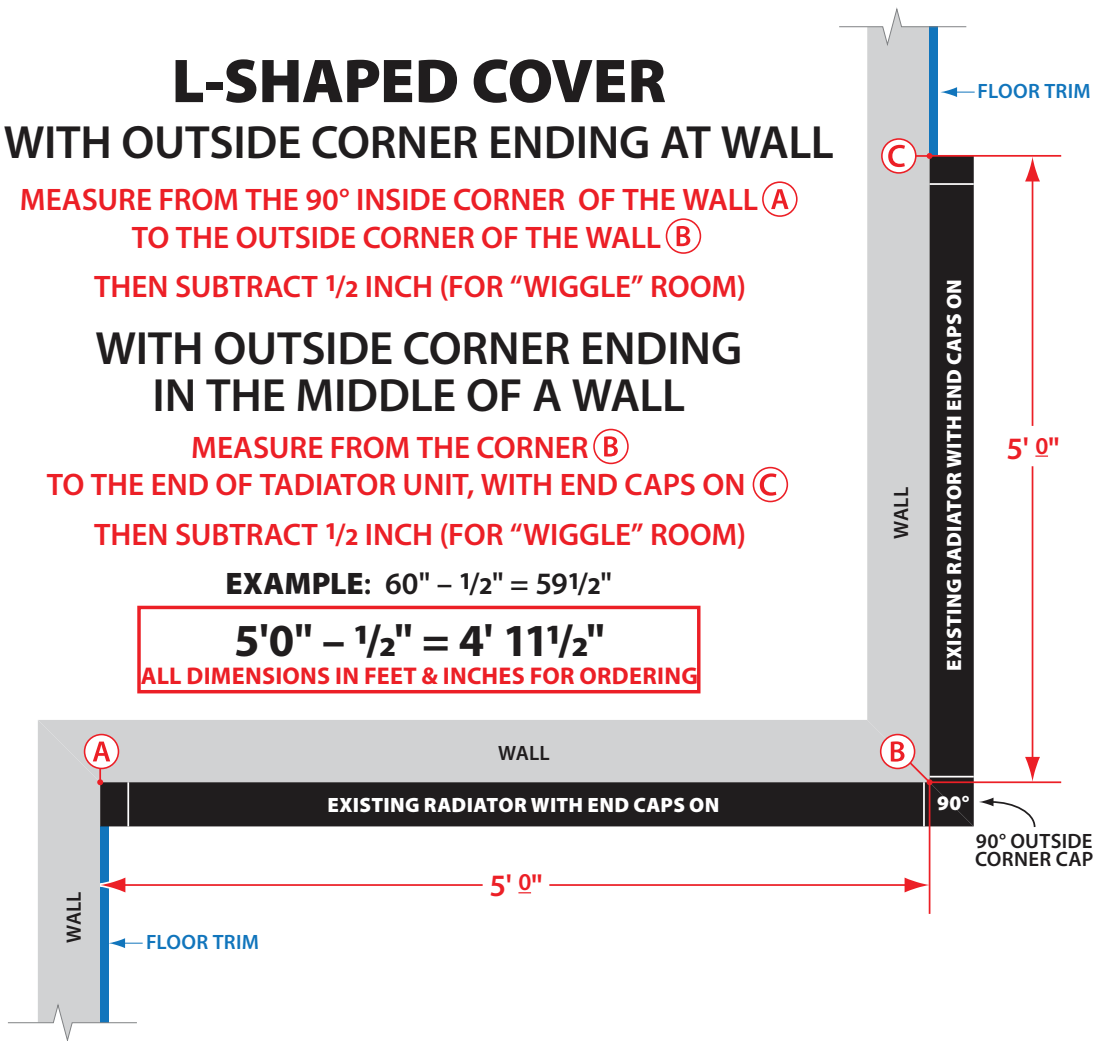 L-SHAPED COVER
WITH OUTSIDE CORNER ENDING AT WALL
MEASURE FROM THE 90° INSIDE CORNER OF THE WALL Ⓐ
TO THE OUTSIDE CORNER OF THE WALL Ⓑ
THEN SUBTRACT 1/2 INCH (FOR “WIGGLE” ROOM)
WITH OUTSIDE CORNER ENDING
IN THE MIDDLE OF A WALL
MEASURE FROM THE CORNER Ⓑ
TO THE END OF TADIATOR UNIT, WITH END CAPS ON Ⓒ
THEN SUBTRACT 1/2 INCH (FOR “WIGGLE” ROOM)
EXAMPLE: 60" – 1/2" = 591/2"
5'0" – 1/2" = 4' 111/2"
ALL DIMENSIONS IN FEET & INCHES FOR ORDERING
FLOOR TRIM
C
EXISTING RADIATOR WITH END CAPS ON
5' 0"
WALL
A
WALL
B
EXISTING RADIATOR WITH END CAPS ON
90°
90° OUTSIDE
CORNER CAP
5' 0"
WALL
FLOOR TRIM